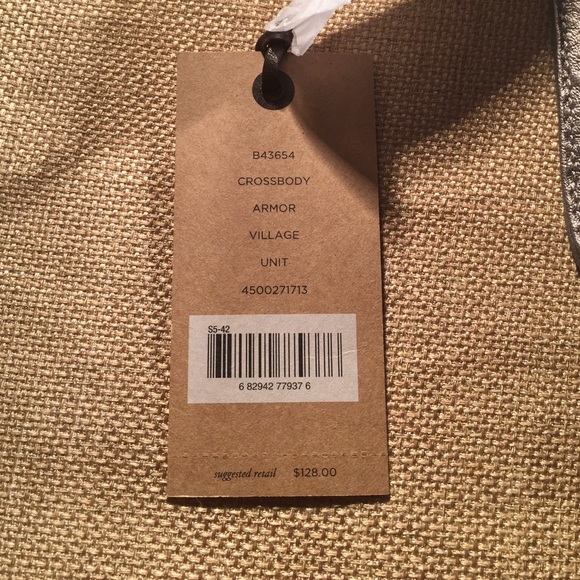 B43654
CROSSBODY
ARMOR
VILLAGE
UNIT
4500271713
S5-42
6 82942 77937 6
suggested retail $128.00